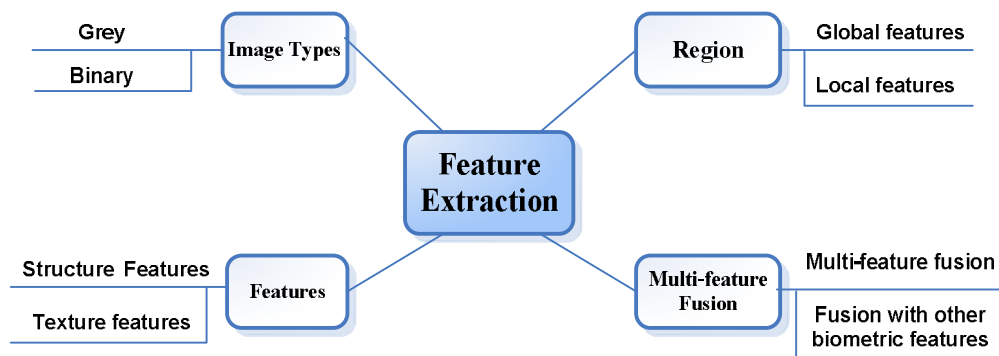 Grey
Binary
Image Types
Region
Global features
Local features
Feature
Extraction
Structure Features
Texture features
Features
Multi-feature
Fusion
Multi-feature fusion
Fusion with other
biometric features